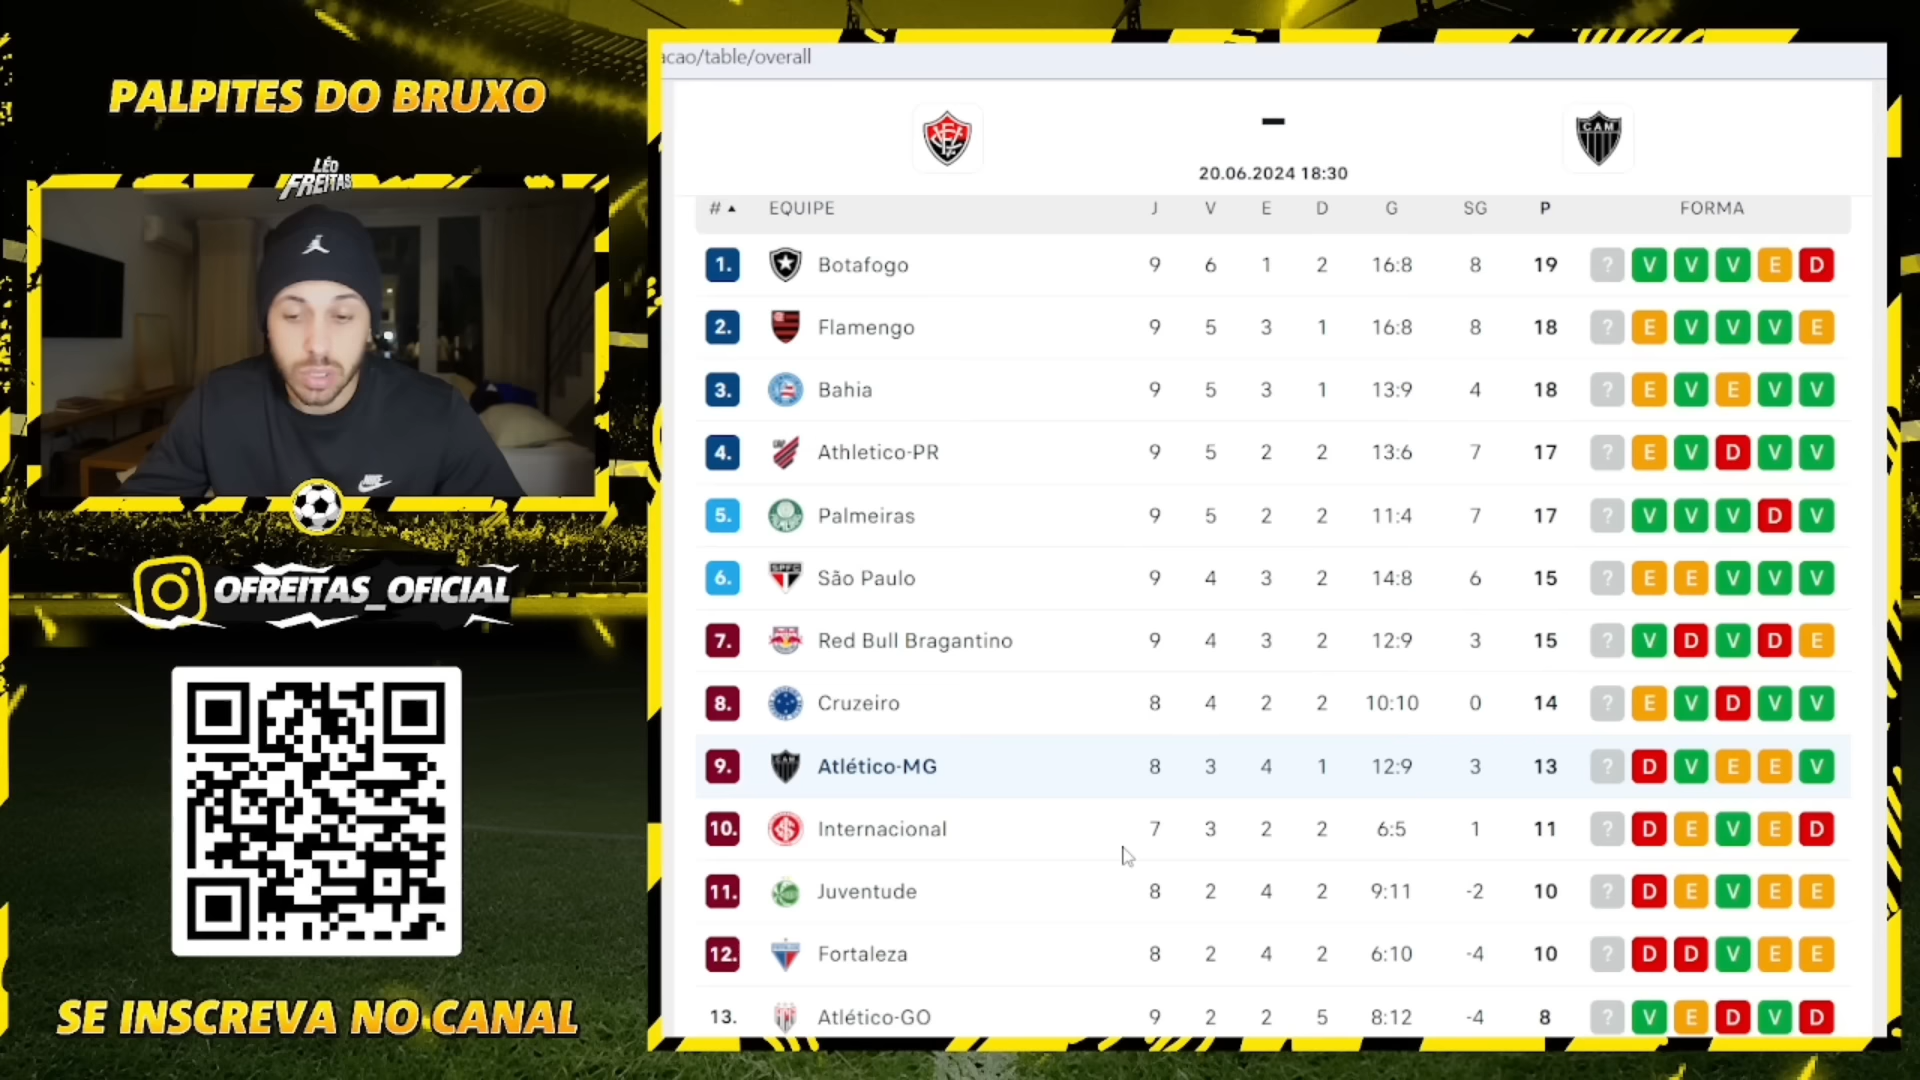 PALPITES DO BRUXO
LÉO
FREITAS
OFREITAS_OFICIAL
SE INSCREVA NO CANAL
acao/table/overall
CAM
-
20.06.2024 18:30
# EQUIPE J V E D G SG P FORMA
1. Botafogo 9 6 1 2 16:8 8 19 ? V V V E D
2. Flamengo 9 5 3 1 16:8 8 18 ? E V V V E
3. Bahia 9 5 3 1 13:9 4 18 ? E V E V V
4. Athletico-PR 9 5 2 2 13:6 7 17 ? E V D V V
5. Palmeiras 9 5 2 2 11:4 7 17 ? V V V D V
6. São Paulo 9 4 3 2 14:8 6 15 ? E E V V V
7. Red Bull Bragantino 9 4 3 2 12:9 3 15 ? V D V D E
8. Cruzeiro 8 4 2 2 10:10 0 14 ? E V D V V
9. Atlético-MG 8 3 4 1 12:9 3 13 ? D V E E V
10. Internacional 7 3 2 2 6:5 1 11 ? D E V E D
11. Juventude 8 2 4 2 9:11 -2 10 ? D E V E E
12. Fortaleza 8 2 4 2 6:10 -4 10 ? D D V E E
13. Atlético-GO 9 2 2 5 8:12 -4 8 ? V E D V D